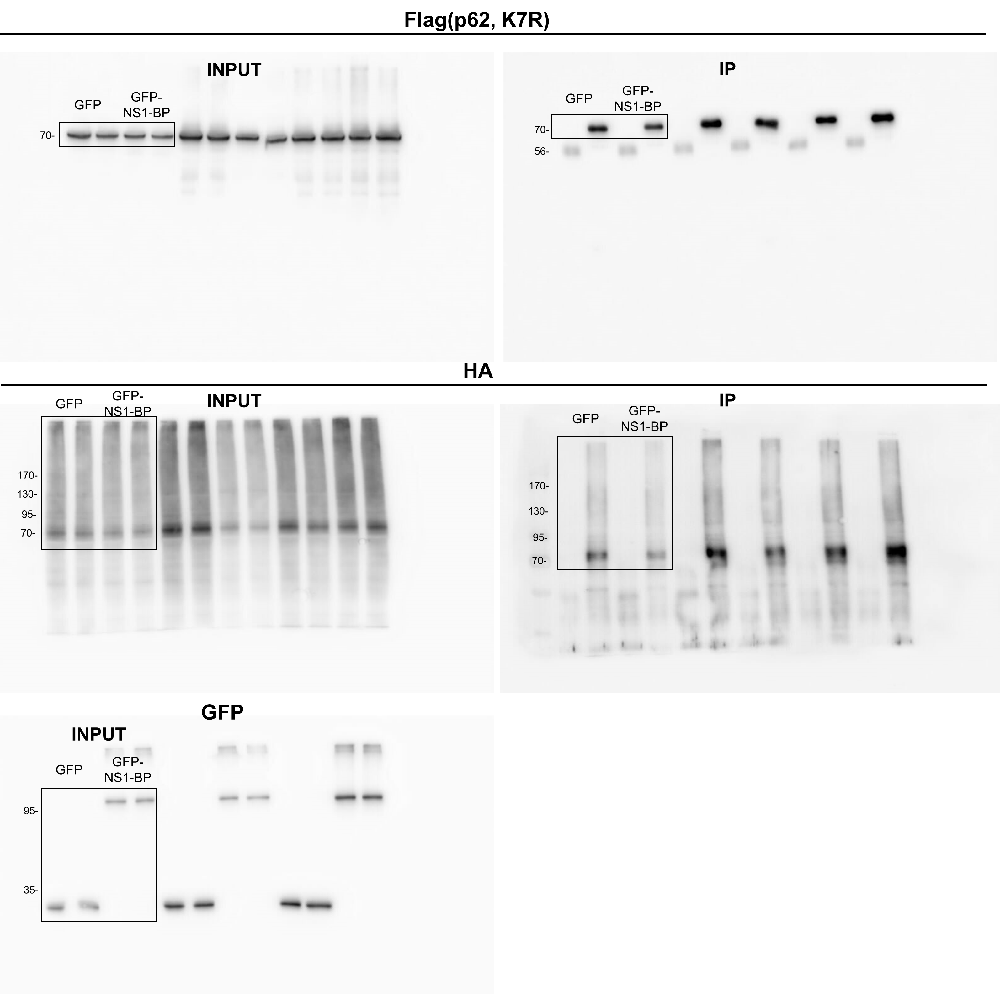 Flag(p62, K7R)
INPUT
GFP
GFP-
NS1-BP
70-
IP
GFP
GFP-
NS1-BP
70-
56-
HA
INPUT
GFP
GFP-
NS1-BP
170-
130-
95-
70-
IP
GFP
GFP-
NS1-BP
170-
130-
95-
70-
GFP
INPUT
GFP
GFP-
NS1-BP
95-
35-